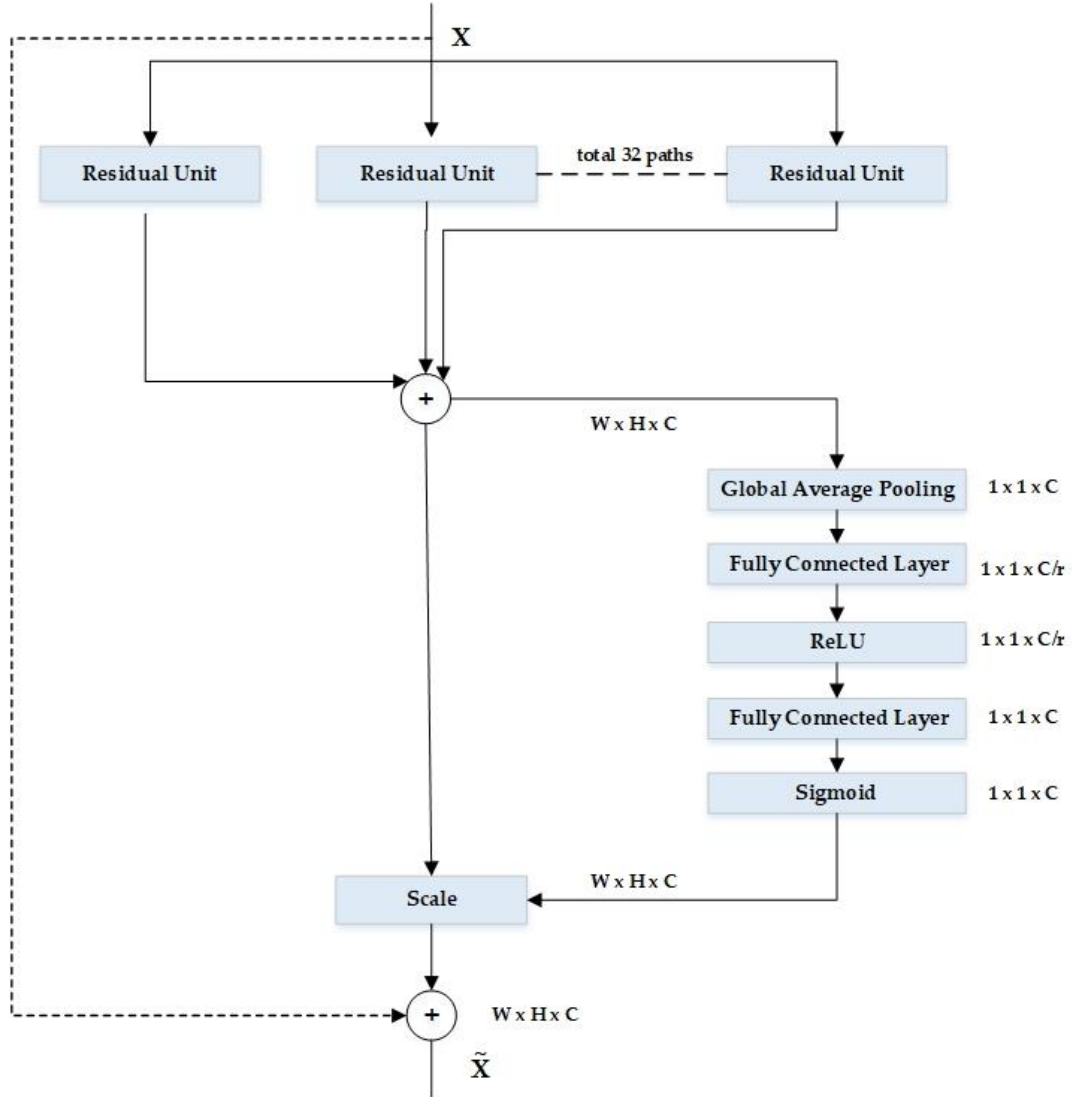 X
total 32 paths
Residual Unit
Residual Unit
Residual Unit
+
W x H x C
Global Average Pooling
1 x 1 x C
Fully Connected Layer
1 x 1 x C/r
ReLU
1 x 1 x C/r
Fully Connected Layer
1 x 1 x C
Sigmoid
1 x 1 x C
W x H x C
Scale
+
W x H x C
X̃